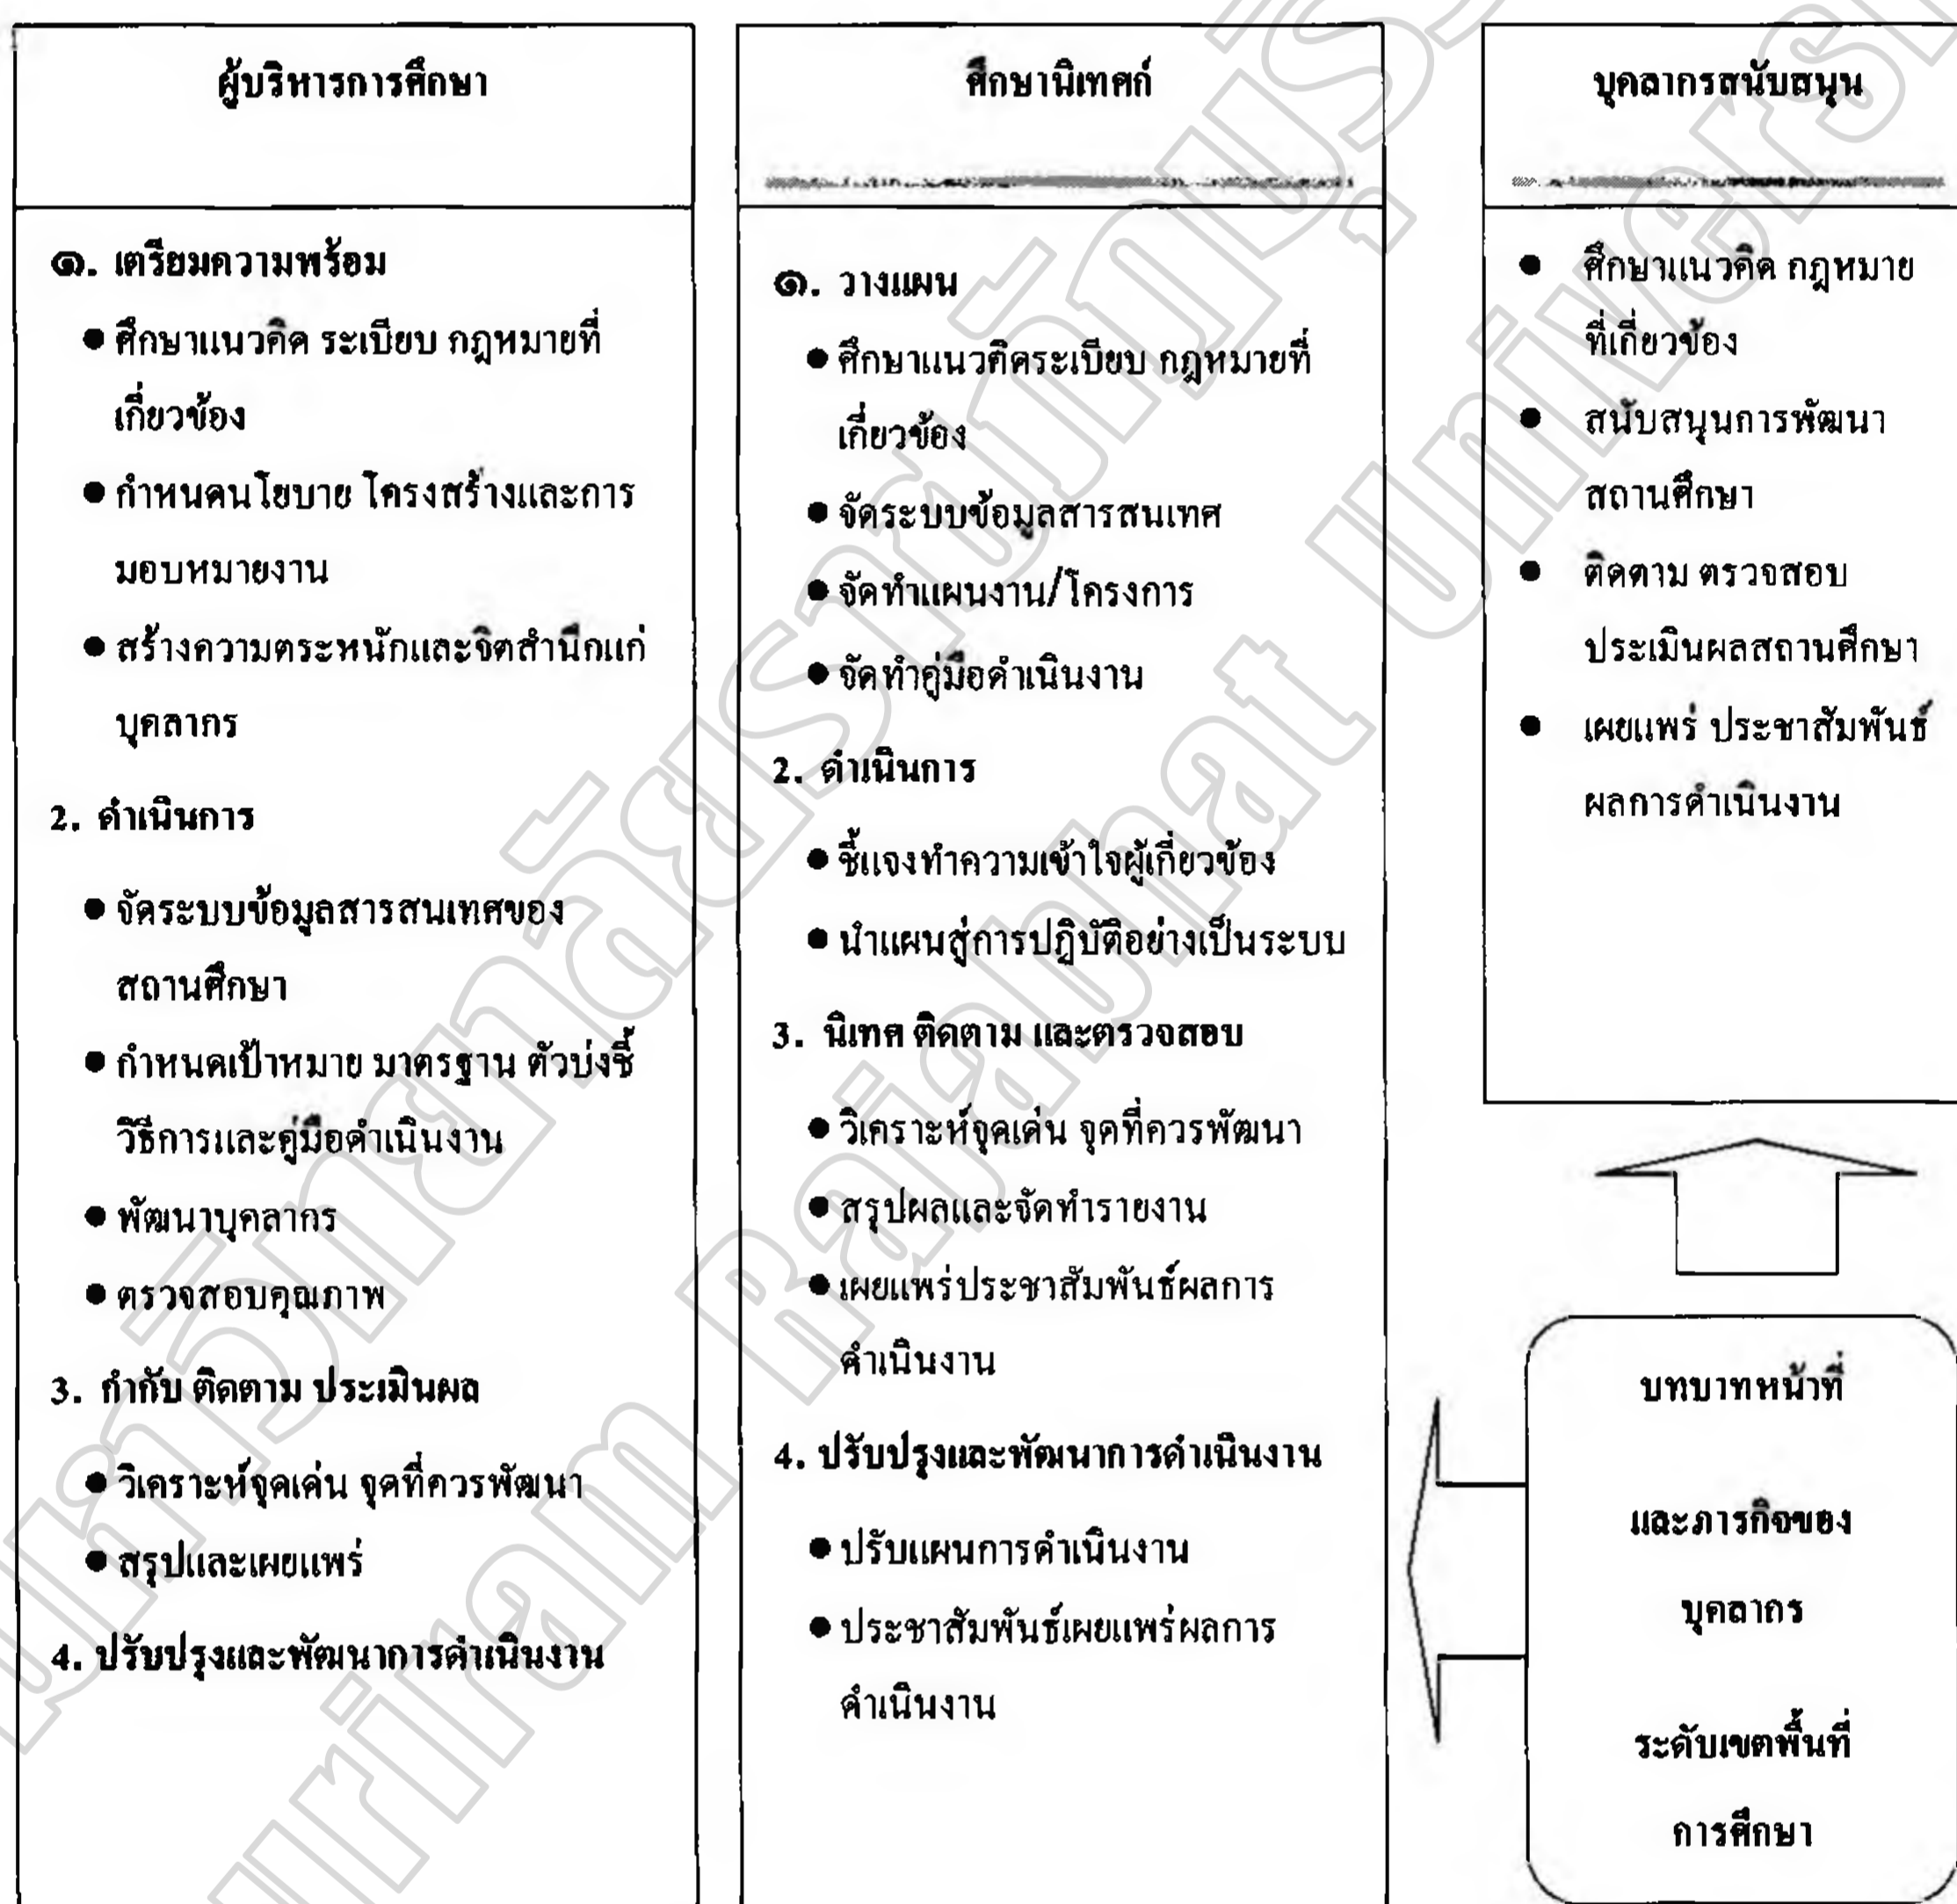 ผู้บริหารการศึกษา
๑. เตรียมความพร้อม
● ศึกษาแนวคิด ระเบียบ กฎหมายที่
เกี่ยวข้อง
● กำหนดนโยบาย โครงสร้างและการ
มอบหมายงาน
● สร้างความตระหนักและจิตสำนึกแก่
บุคลากร
2. ดำเนินการ
● จัดระบบข้อมูลสารสนเทศของ
สถานศึกษา
● กำหนดเป้าหมาย มาตรฐาน ตัวบ่งชี้
วิธีการและคู่มือดำเนินงาน
● พัฒนาบุคลากร
● ตรวจสอบคุณภาพ
3. กำกับ ติดตาม ประเมินผล
● วิเคราะห์จุดเด่น จุดที่ควรพัฒนา
● สรุปและเผยแพร่
4. ปรับปรุงและพัฒนาการดำเนินงาน
ศึกษานิเทศก์
๑. วางแผน
● ศึกษาแนวคิดระเบียบ กฎหมายที่
เกี่ยวข้อง
● จัดระบบข้อมูลสารสนเทศ
● จัดทำแผนงาน/โครงการ
● จัดทำคู่มือดำเนินงาน
2. ดำเนินการ
● ชี้แจงทำความเข้าใจผู้เกี่ยวข้อง
● นำแผนสู่การปฏิบัติอย่างเป็นระบบ
3. นิเทศ ติดตาม และตรวจสอบ
● วิเคราะห์จุดเด่น จุดที่ควรพัฒนา
● สรุปผลและจัดทำรายงาน
● เผยแพร่ประชาสัมพันธ์ผลการ
ดำเนินงาน
4. ปรับปรุงและพัฒนาการดำเนินงาน
● ปรับแผนการดำเนินงาน
● ประชาสัมพันธ์เผยแพร่ผลการ
ดำเนินงาน
บุคลากรสนับสนุน
● ศึกษาแนวคิด กฎหมาย
ที่เกี่ยวข้อง
● สนับสนุนการพัฒนา
สถานศึกษา
● ติดตาม ตรวจสอบ
ประเมินผลสถานศึกษา
● เผยแพร่ ประชาสัมพันธ์
ผลการดำเนินงาน
บทบาทหน้าที่
และภารกิจของ
บุคลากร
ระดับเขตพื้นที่
การศึกษา